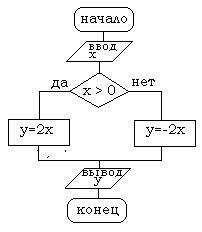 начало
ввод
x
да
x > 0
нет
y=2x
y=-2x
вывод
y
конец